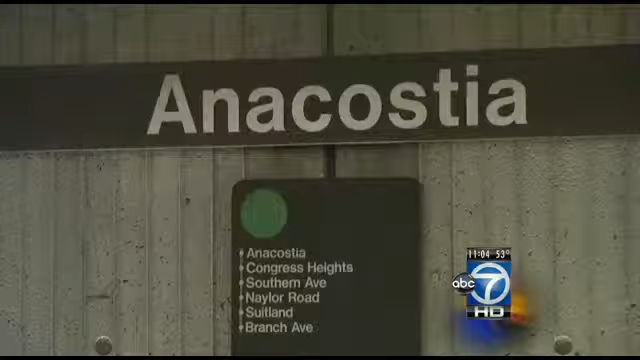 Anacostia
Anacostia
Congress Heights
Southern Ave
Naylor Road
Suitland
Branch Ave
11:04 53°
abc 7
HD